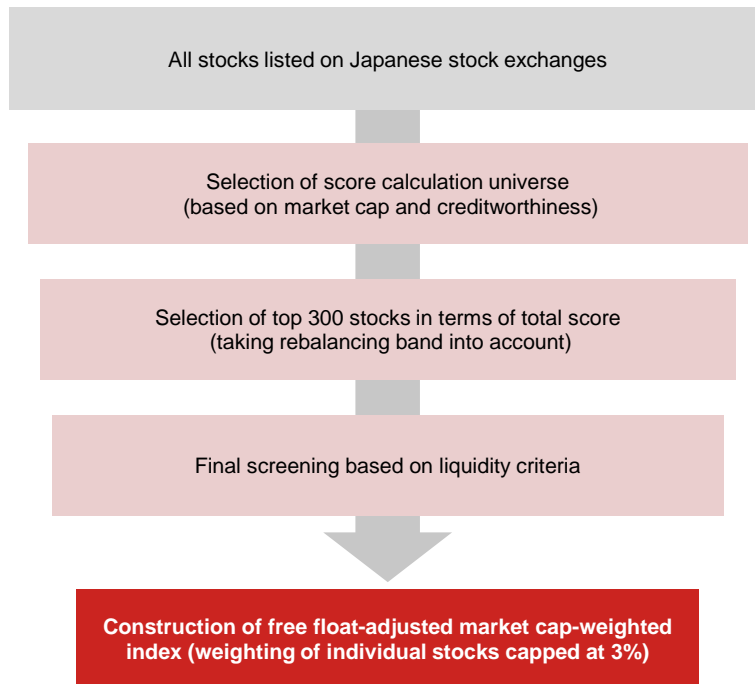 All stocks listed on Japanese stock exchanges
Selection of score calculation universe
(based on market cap and creditworthiness)
Selection of top 300 stocks in terms of total score
(taking rebalancing band into account)
Final screening based on liquidity criteria
Construction of free float-adjusted market cap-weighted
index (weighting of individual stocks capped at 3%)